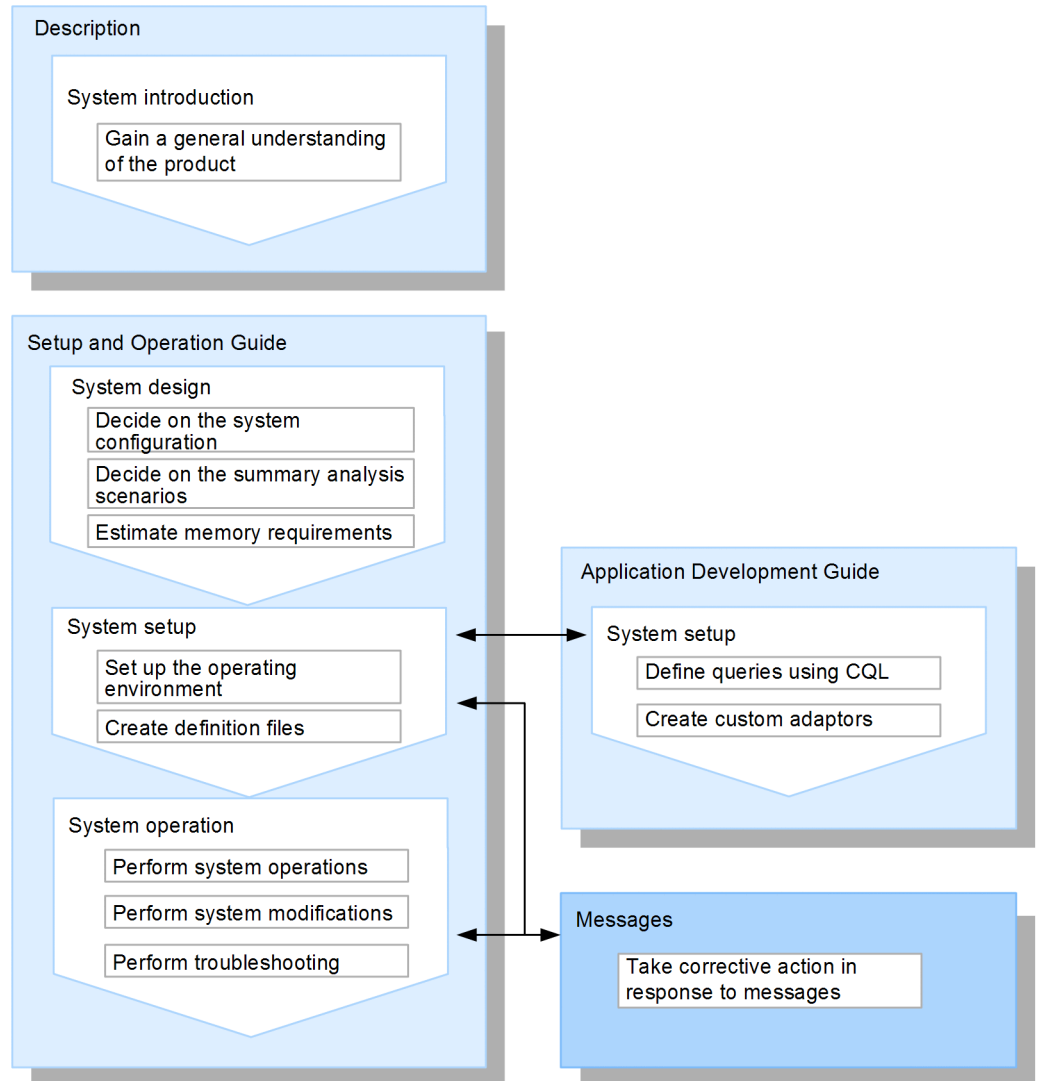 Description
System introduction
Gain a general understanding
of the product
Setup and Operation Guide
System design
Decide on the system
configuration
Decide on the summary analysis
scenarios
Estimate memory requirements
System setup
Set up the operating
environment
Create definition files
System operation
Perform system operations
Perform system modifications
Perform troubleshooting
Application Development Guide
System setup
Define queries using CQL
Create custom adaptors
Messages
Take corrective action in
response to messages